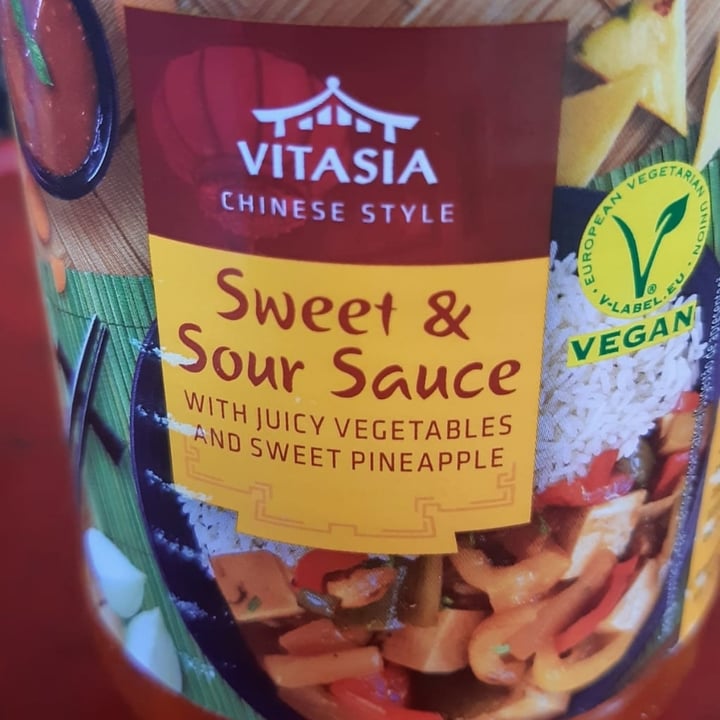 VITASIA
CHINESE STYLE
Sweet &
Sour Sauce
WITH JUICY VEGETABLES
AND SWEET PINEAPPLE
EUROPEAN VEGETARIAN UNION
• V-LABEL.EU •
®
VEGAN